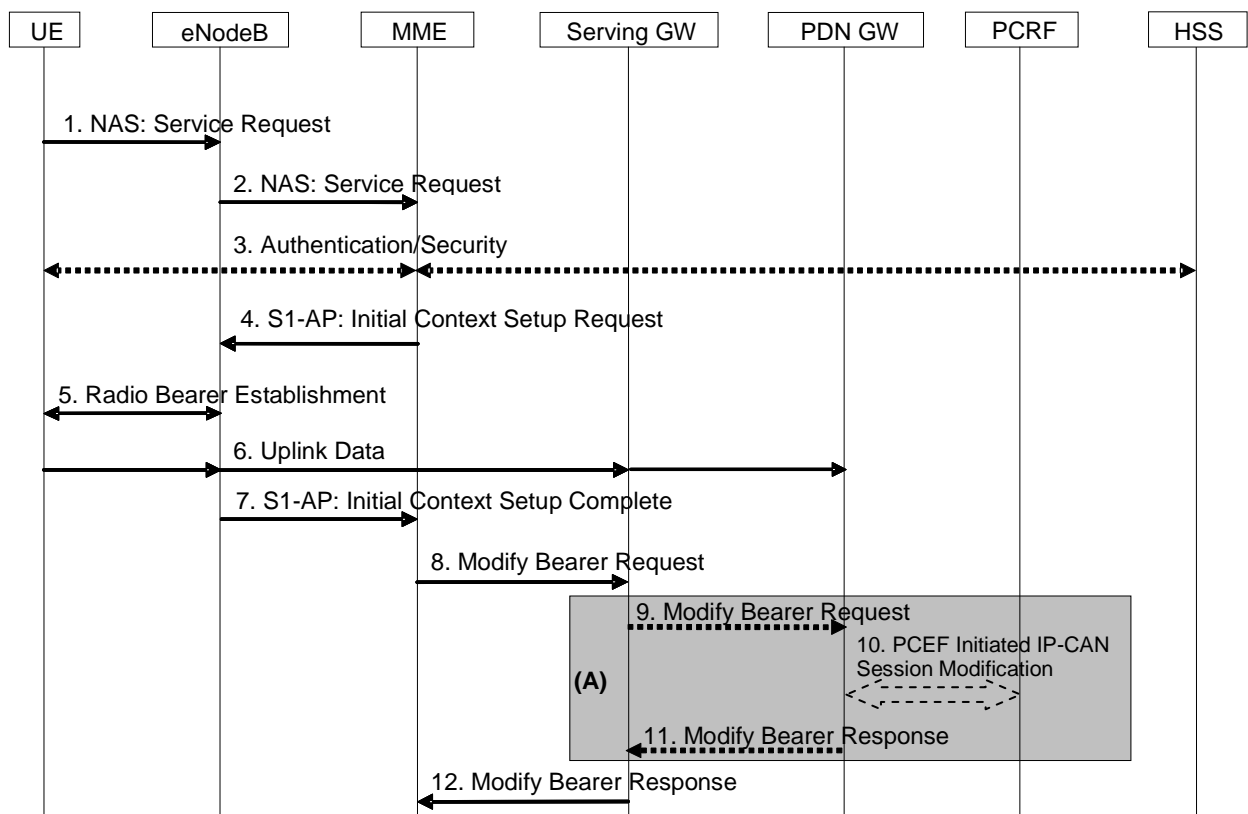 UE
eNodeB
MME
Serving GW
PDN GW
PCRF
HSS
1. NAS: Service Request
2. NAS: Service Request
3. Authentication/Security
4. S1-AP: Initial Context Setup Request
5. Radio Bearer Establishment
6. Uplink Data
7. S1-AP: Initial Context Setup Complete
8. Modify Bearer Request
9. Modify Bearer Request
10. PCEF Initiated IP-CAN
Session Modification
(A)
11. Modify Bearer Response
12. Modify Bearer Response